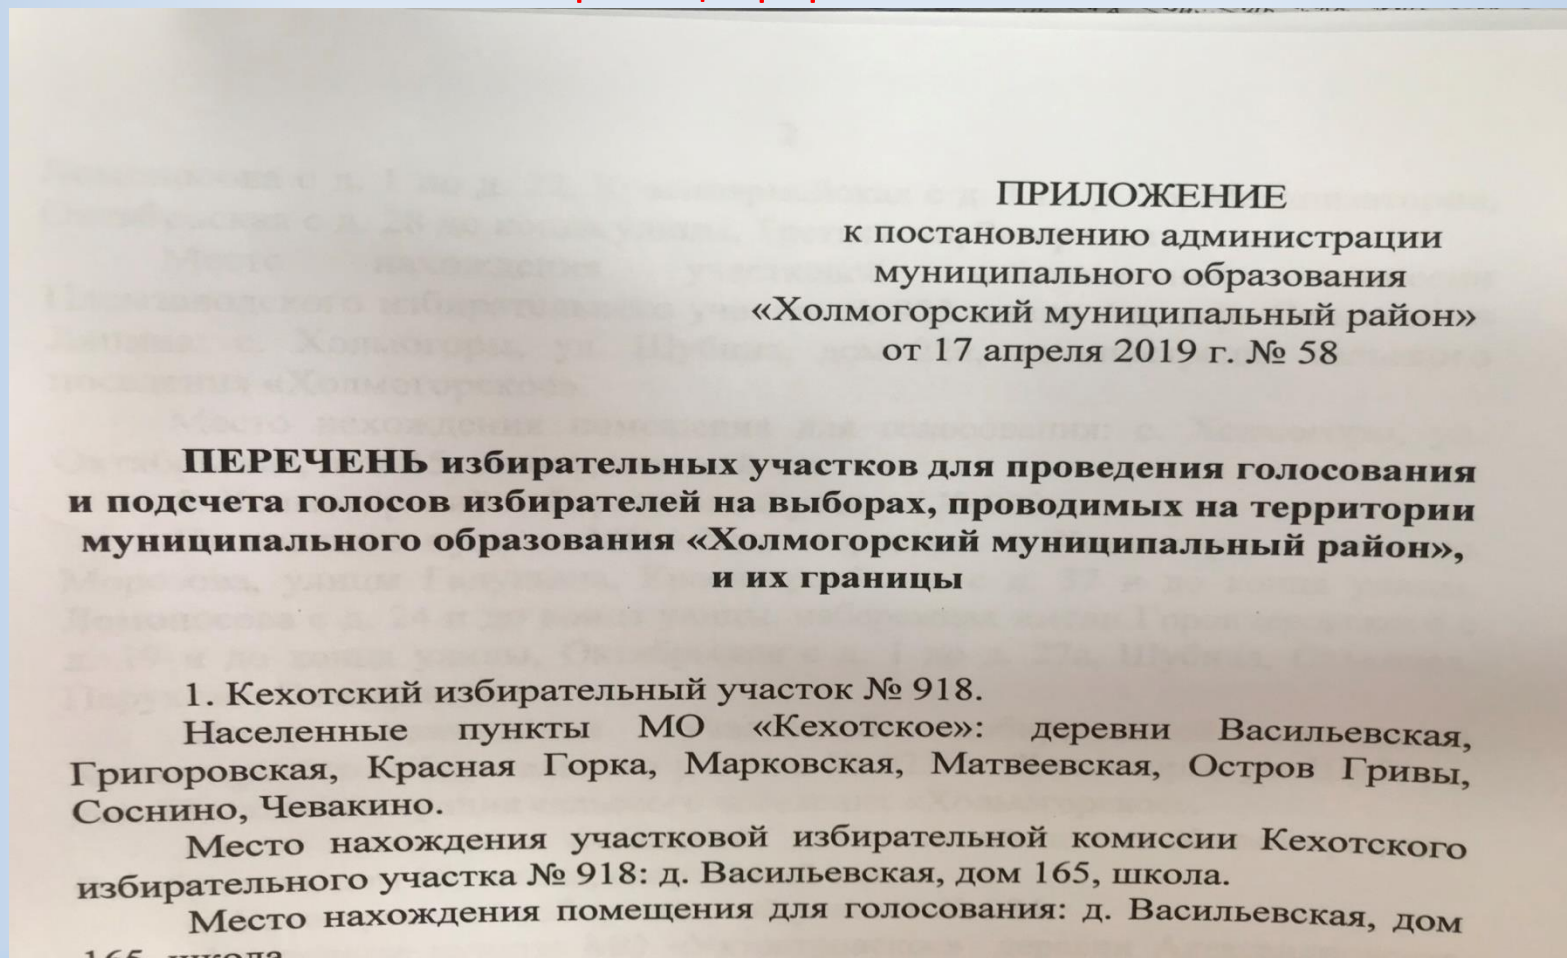 ПРИЛОЖЕНИЕ
к постановлению администрации
муниципального образования
«Холмогорский муниципальный район»
от 17 апреля 2019 г. № 58
ПЕРЕЧЕНЬ избирательных участков для проведения голосования
и подсчета голосов избирателей на выборах, проводимых на территории
муниципального образования «Холмогорский муниципальный район»,
и их границы
1. Кехотский избирательный участок № 918.
Населенные пункты МО «Кехотское»: деревни Васильевская,
Григоровская, Красная Горка, Марковская, Матвеевская, Остров Гривы,
Соснино, Чевакино.
Место нахождения участковой избирательной комиссии Кехотского
избирательного участка № 918: д. Васильевская, дом 165, школа.
Место нахождения помещения для голосования: д. Васильевская, дом
165, школа